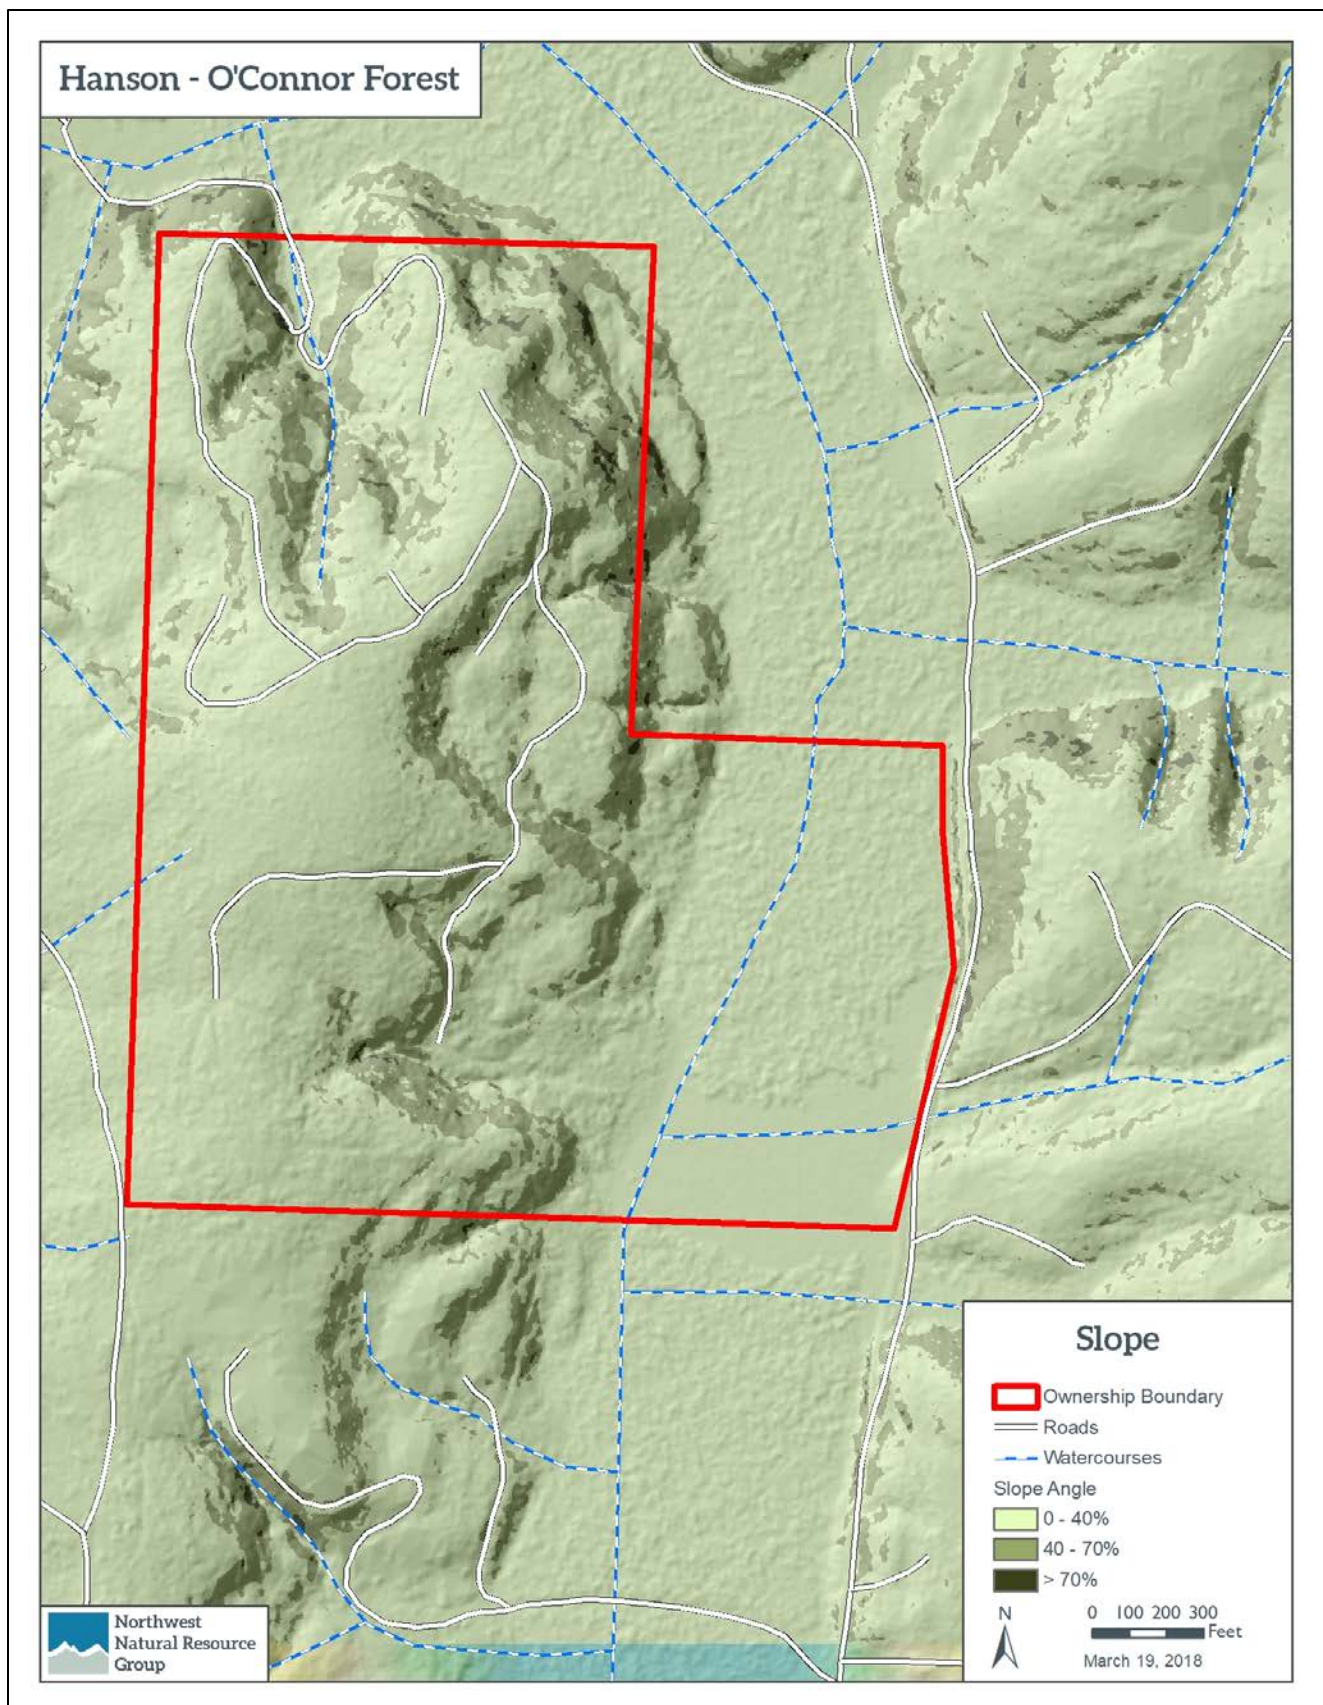 Hanson - O'Connor Forest
Slope
Ownership Boundary
Roads
Watercourses
Slope Angle
0 - 40%
40 - 70%
> 70%
N
0 100 200 300
Feet
March 19, 2018
Northwest
Natural Resource
Group